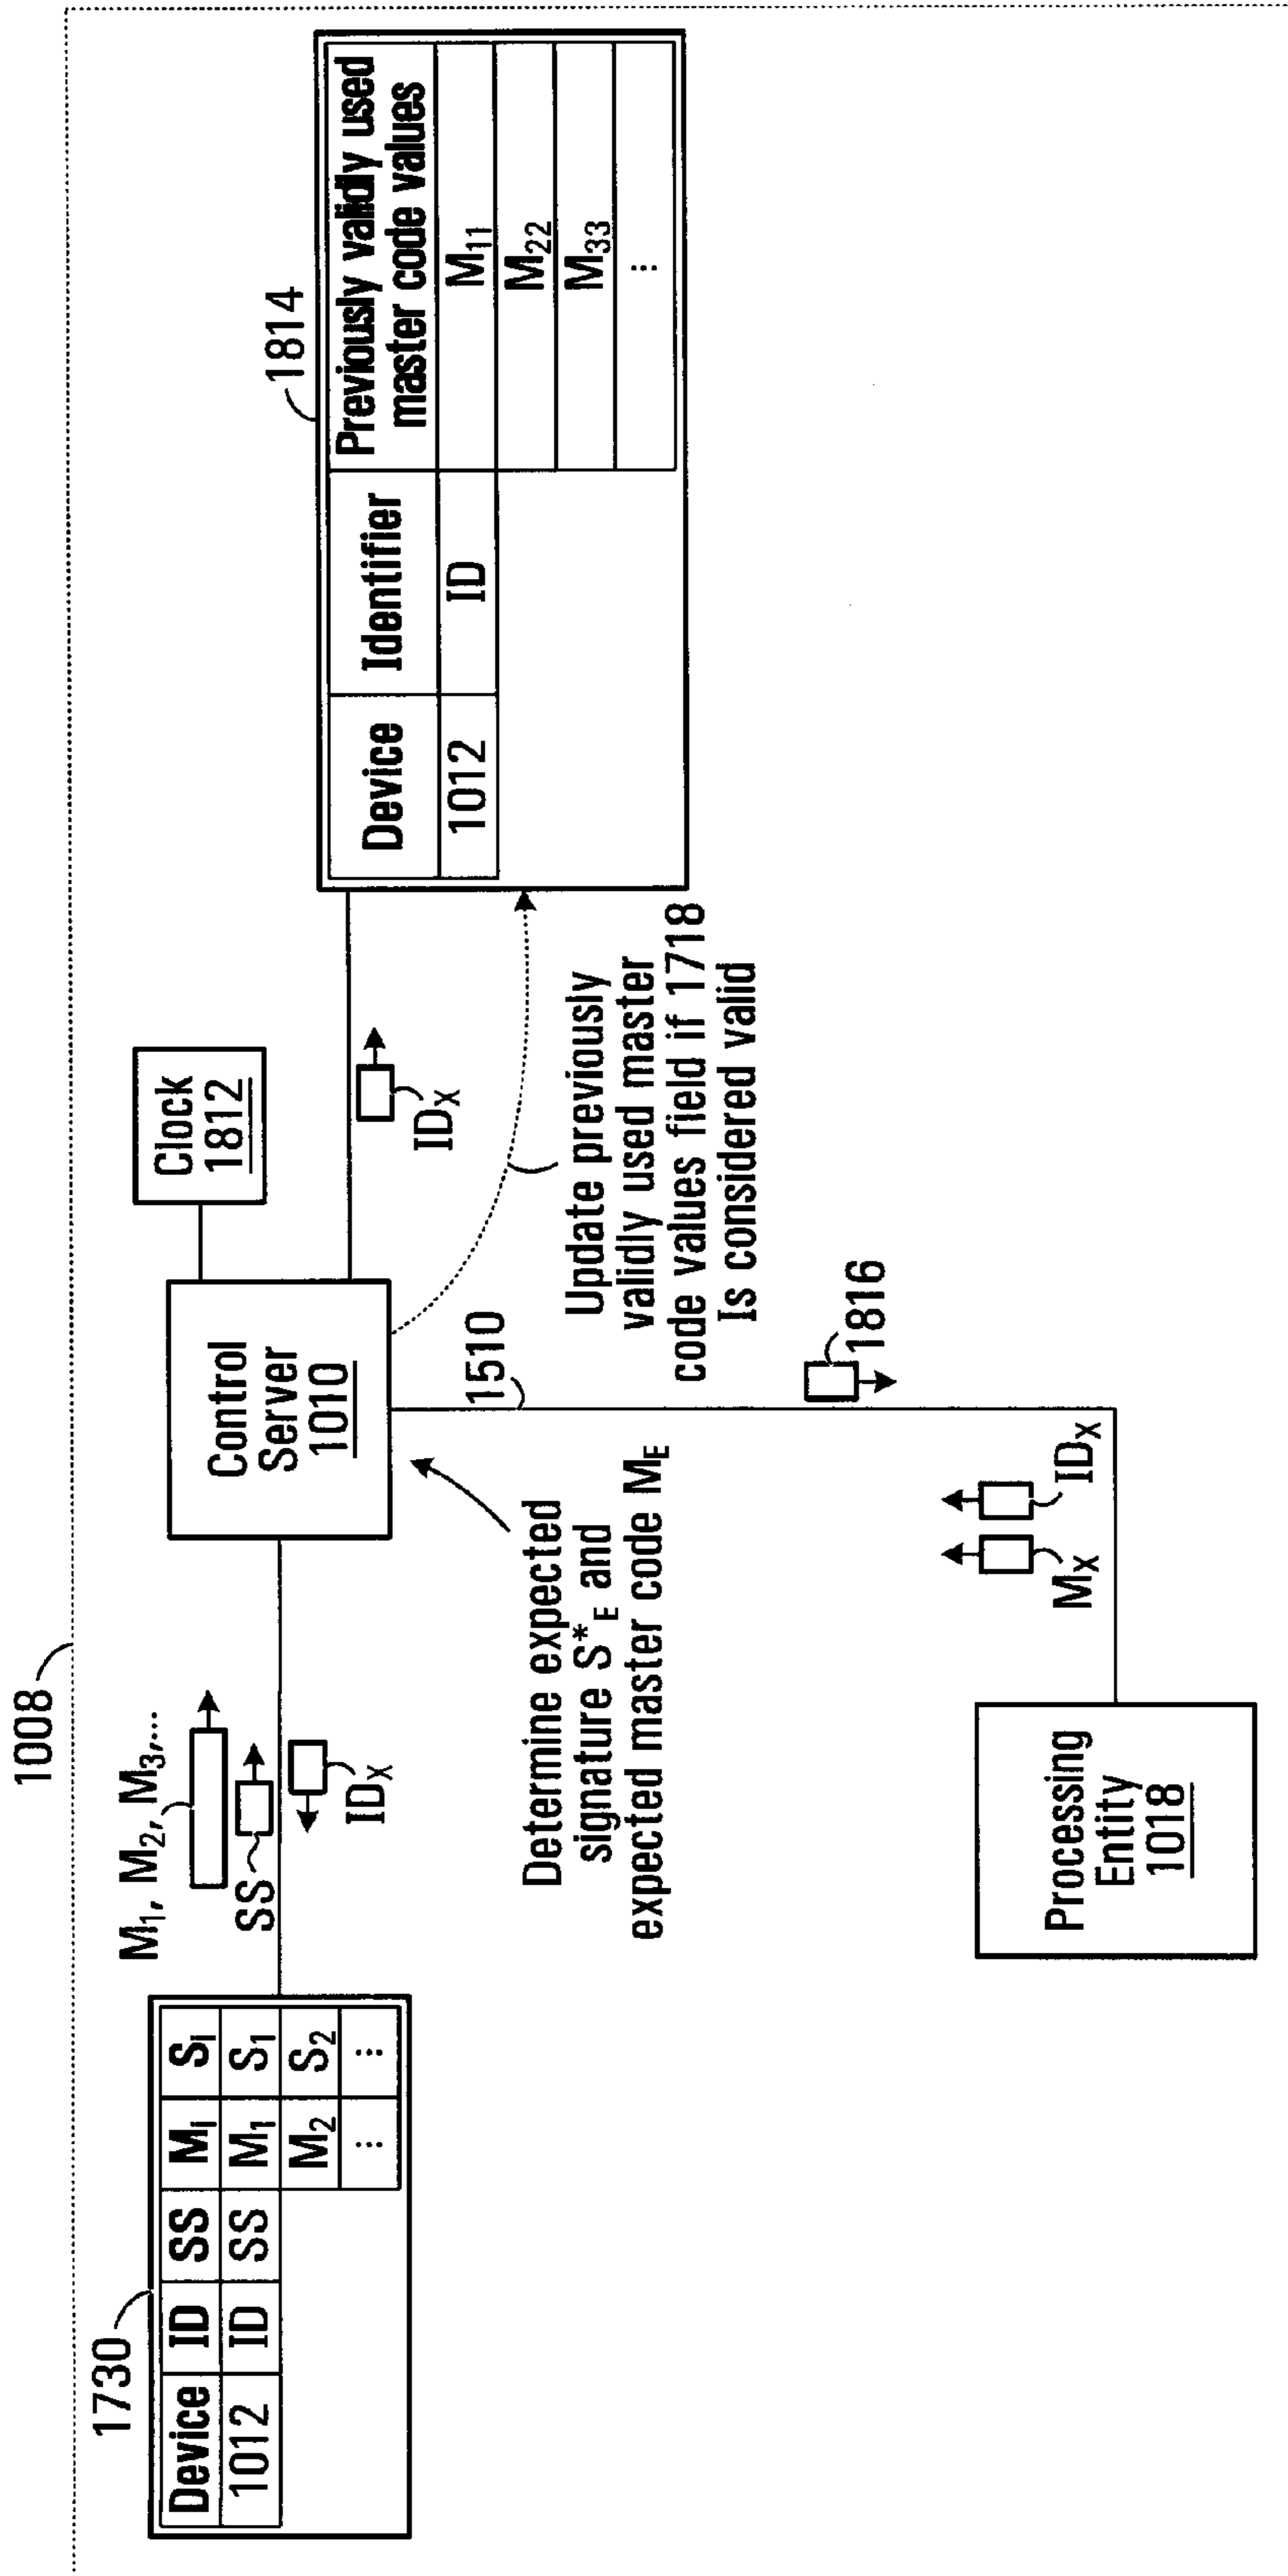 1008
1730
Device ID SS Mi Si
1012 ID SS M1 S1
M2 S2
⋮ ⋮
M1, M2, M3,...
SS
IDX
Control
Server
1010
Clock
1812
IDX
1814
Device Identifier Previously validly used
master code values
1012 ID M11
M22
M33
⋮
Determine expected
signature S*E and
expected master code ME
Update previously
validly used master
code values field if 1718
Is considered valid
1510
1816
MX
IDX
Processing
Entity
1018